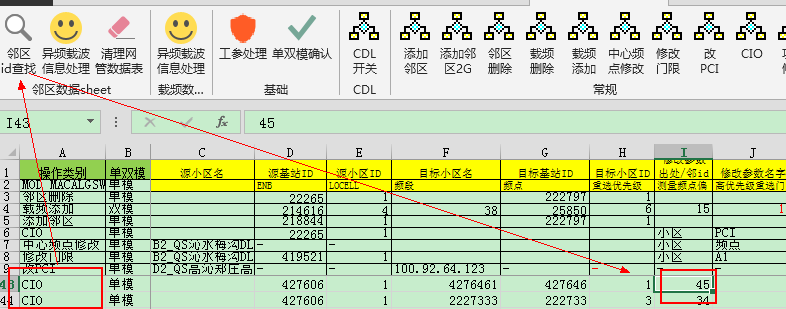 邻区 异频载波 清理网 异频载波 工参处理 单双模确认 CDL 添加 添加邻 邻区 载频 载频 中心频 修改 改 CIO
id查找 信息处理 管数据表 信息处理 开关 邻区 区2G 删除 删除 添加 点修改 门限 PCI
邻区数据sheet 载频数... 基础 CDL 常规
I43 fx 45
A B C D E F G H I J
1 操作类别 单双模 源小区名 源基站ID 源小区ID 目标小区名 目标基站ID 目标小区ID 修改参数出处/邻id 修改参数名字
2 MOD MACALGSW 单模 ENB LOCELL 频段 频点 重选优先级 测量频点偏 高优先级重选门
3 邻区删除 单模 22265 1 222797 1
4 载频添加 双模 214616 4 38 25850 6 15 1
5 添加邻区 单模 218844 1 222797 1
6 CIO 单模 22265 1 小区 PCI
7 中心频点修改 单模 B2_QS沁水梅沟DL - - 小区 频点
8 修改门限 单模 B2_QS沁水梅沟DL 419521 小区 A1
9 改PCI 单模 D2_QS高沁郑庄高 - - 100.92.64.123 - - - -
43 CIO 单模 427606 1 4276461 427646 1 45
44 CIO 单模 427606 1 2227333 222733 3 34